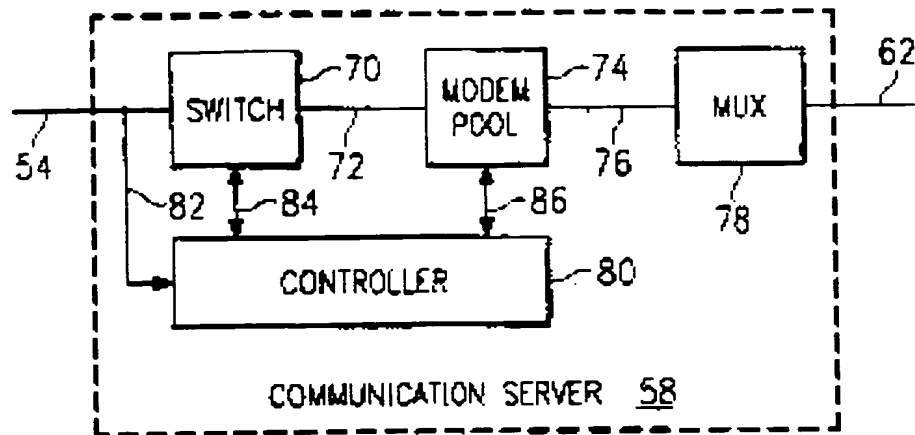 70
74
62
SWITCH
MODEM
POOL
MUX
54
72
76
82
84
86
78
CONTROLLER
80
COMMUNICATION SERVER 58